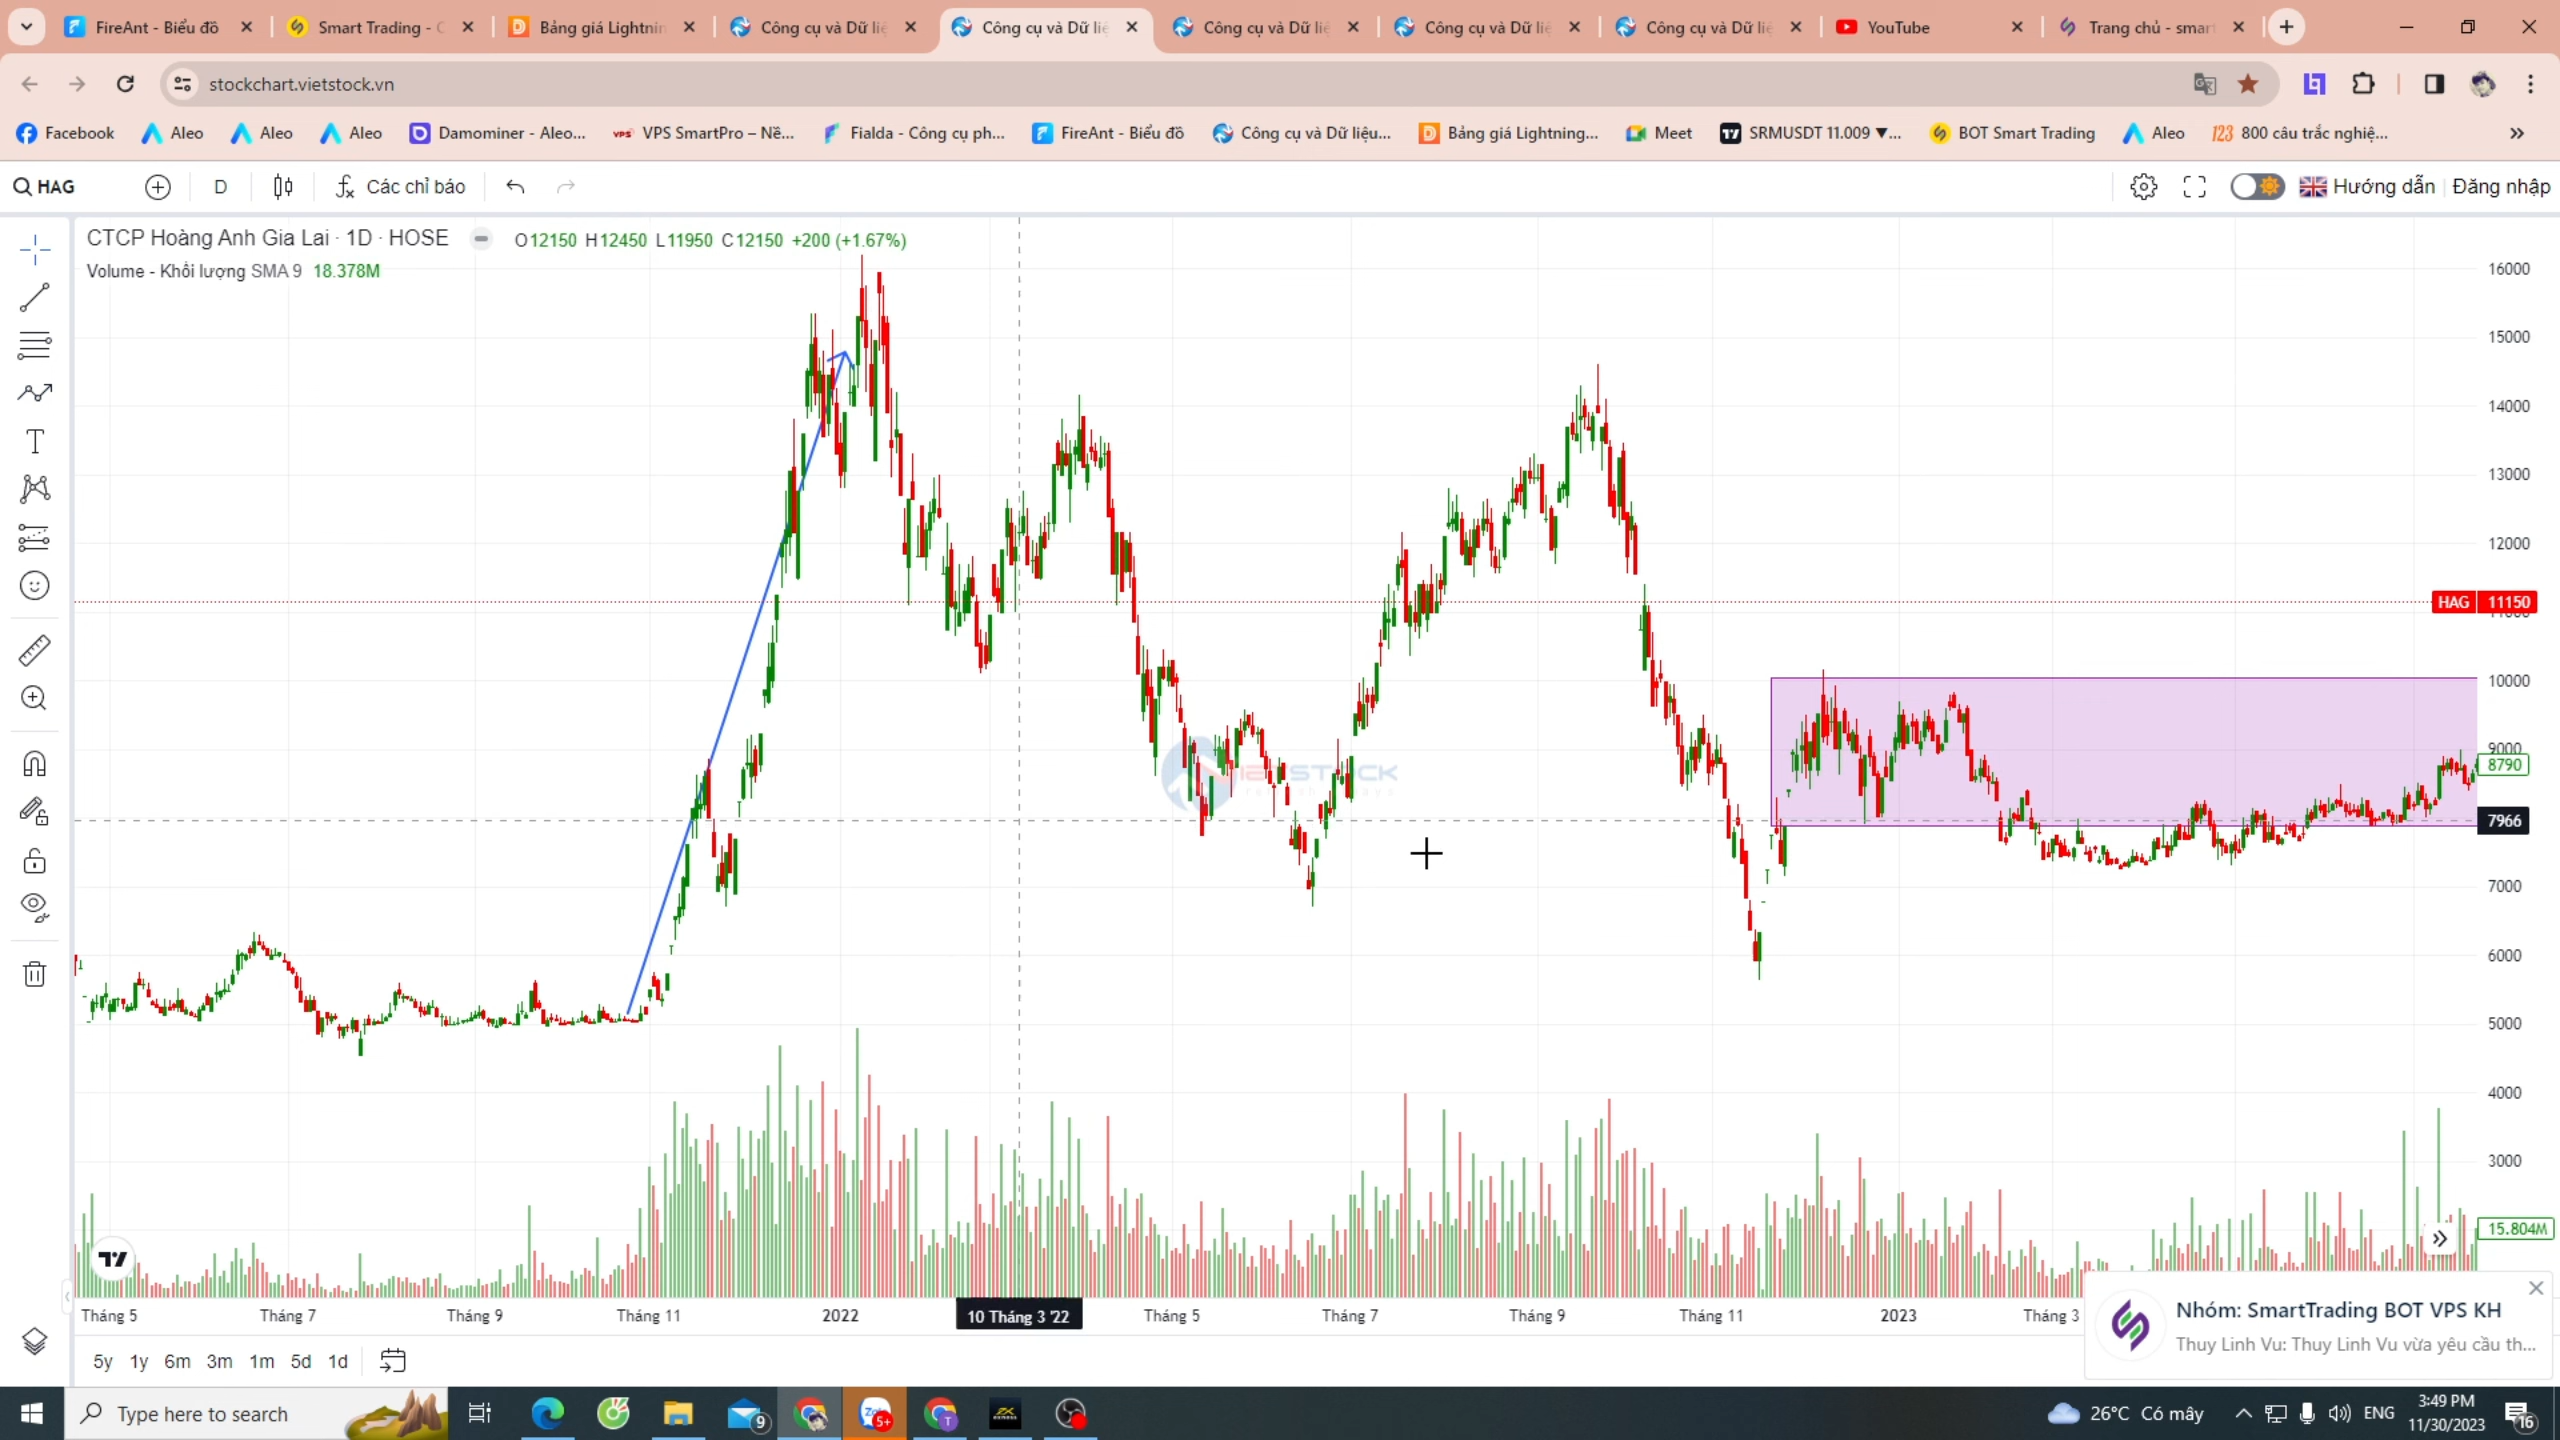 FireAnt - Biểu đồ
Smart Trading - C
Bảng giá Lightnin
Công cụ và Dữ liệ
Công cụ và Dữ liệ
Công cụ và Dữ liệ
Công cụ và Dữ liệ
Công cụ và Dữ liệ
YouTube
Trang chủ - smar
stockchart.vietstock.vn
Facebook
Aleo
Aleo
Aleo
Damominer - Aleo...
VPS SmartPro – Nề...
Fialda - Công cụ ph...
FireAnt - Biểu đồ
Công cụ và Dữ liệu...
Bảng giá Lightning...
Meet
SRMUSDT 11.009 ▼...
BOT Smart Trading
Aleo
123 800 câu trắc nghiệ...
HAG
D
Các chỉ báo
Hướng dẫn
Đăng nhập
CTCP Hoàng Anh Gia Lai · 1D · HOSE
O12150 H12450 L11950 C12150 +200 (+1.67%)
Volume - Khối lượng SMA 9 18.378M
16000
15000
14000
13000
12000
HAG 11150
10000
9000
8790
7966
7000
6000
5000
4000
3000
15.804M
Tháng 5
Tháng 7
Tháng 9
Tháng 11
2022
10 Tháng 3 '22
Tháng 5
Tháng 7
Tháng 9
Tháng 11
2023
Tháng 3
5y 1y 6m 3m 1m 5d 1d
Nhóm: SmartTrading BOT VPS KH
Thuy Linh Vu: Thuy Linh Vu vừa yêu cầu th...
Type here to search
9
5+
T
26°C Có mây
ENG
3:49 PM
11/30/2023
16